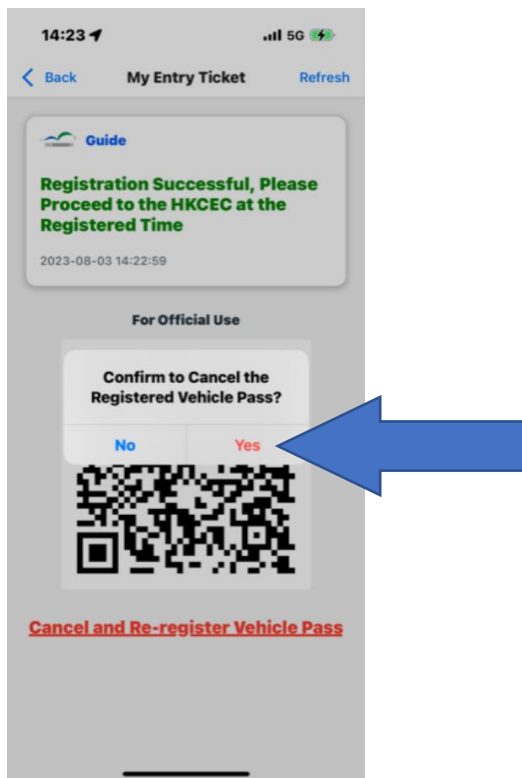 14:23
5G
Back
My Entry Ticket
Refresh
Guide
Registration Successful, Please
Proceed to the HKCEC at the
Registered Time
2023-08-03 14:22:59
For Official Use
Confirm to Cancel the
Registered Vehicle Pass?
No
Yes
Cancel and Re-register Vehicle Pass